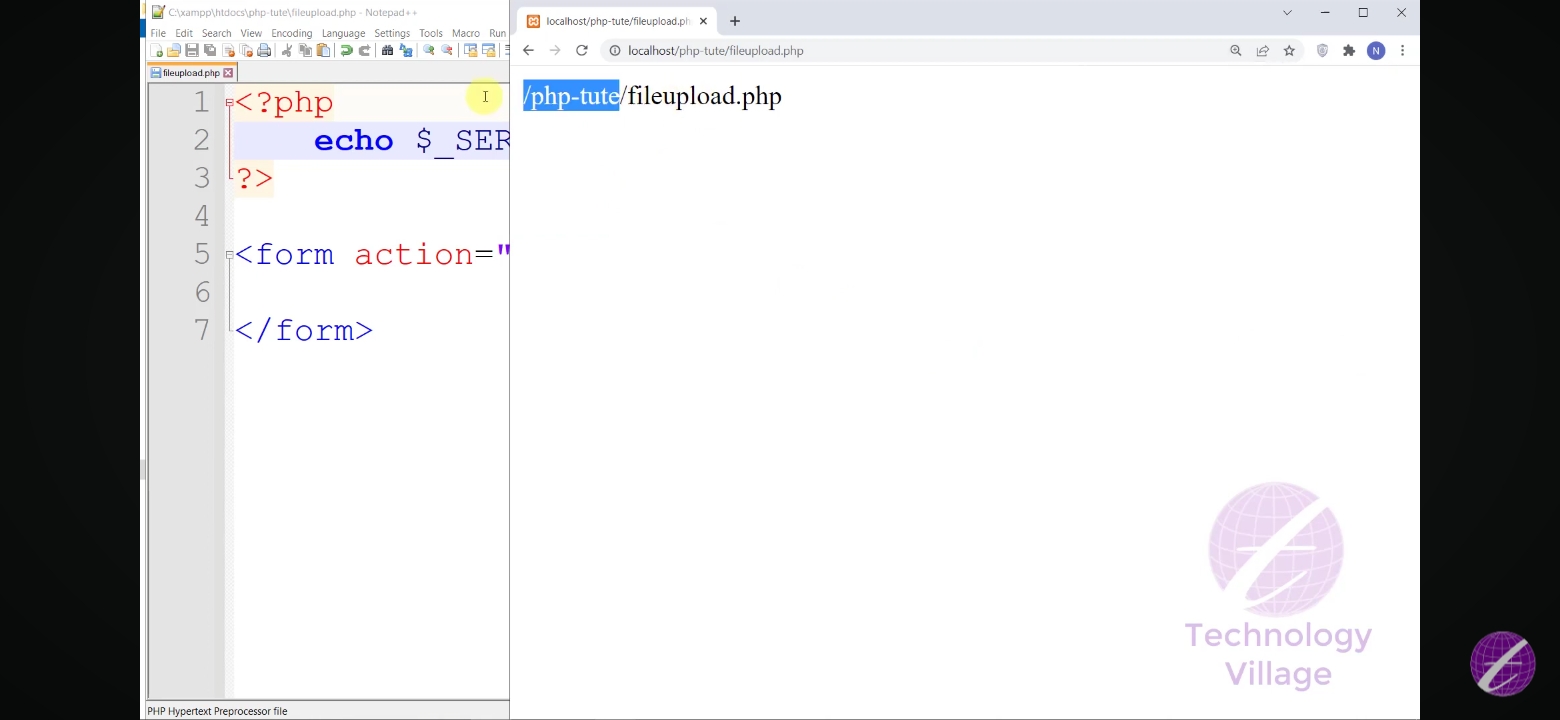 C:\xampp\htdocs\php-tute\fileupload.php - Notepad++
File Edit Search View Encoding Language Settings Tools Macro Run
fileupload.php
1 <?php
2 echo $_SER
3 ?>
4
5 <form action="
6
7 </form>
PHP Hypertext Preprocessor file
localhost/php-tute/fileupload.ph
localhost/php-tute/fileupload.php
N
/php-tute/fileupload.php
Technology
Village